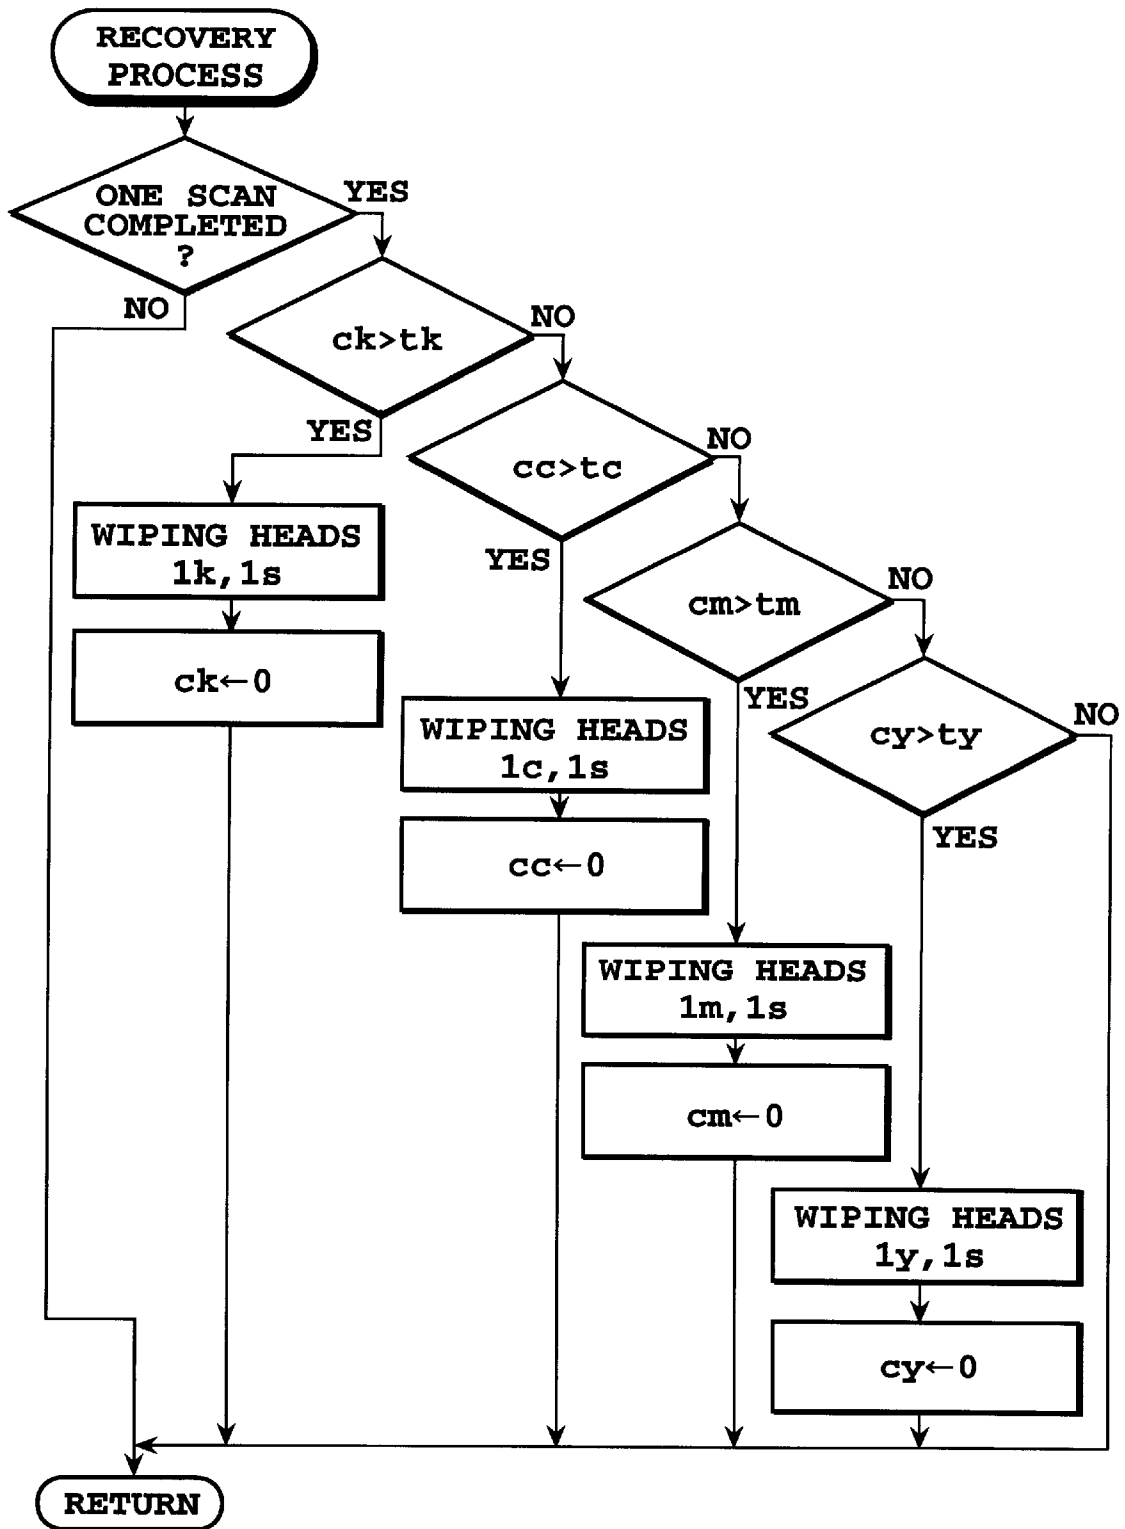 RECOVERY
PROCESS
ONE SCAN
COMPLETED
?
YES
NO
ck>tk
NO
YES
cc>tc
NO
YES
WIPING HEADS
1k,1s
ck←0
cm>tm
NO
YES
WIPING HEADS
1c,1s
cc←0
cy>ty
NO
YES
WIPING HEADS
1m,1s
cm←0
WIPING HEADS
1y,1s
cy←0
RETURN